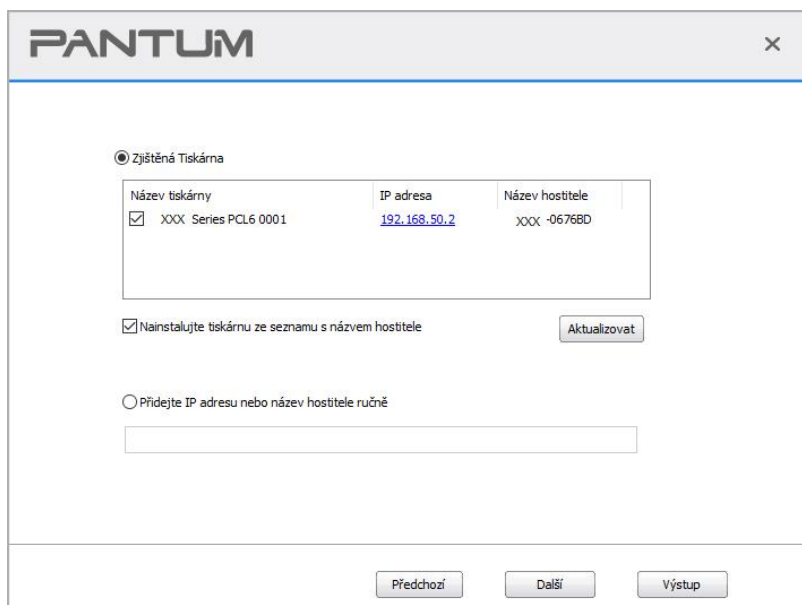 PANTUM
Zjištěná Tiskárna
Název tiskárny IP adresa Název hostitele
XXX Series PCL6 0001 192.168.50.2 XXX -0676BD
Nainstalujte tiskárnu ze seznamu s názvem hostitele Aktualizovat
Přidejte IP adresu nebo název hostitele ručně
Předchozí Další Výstup